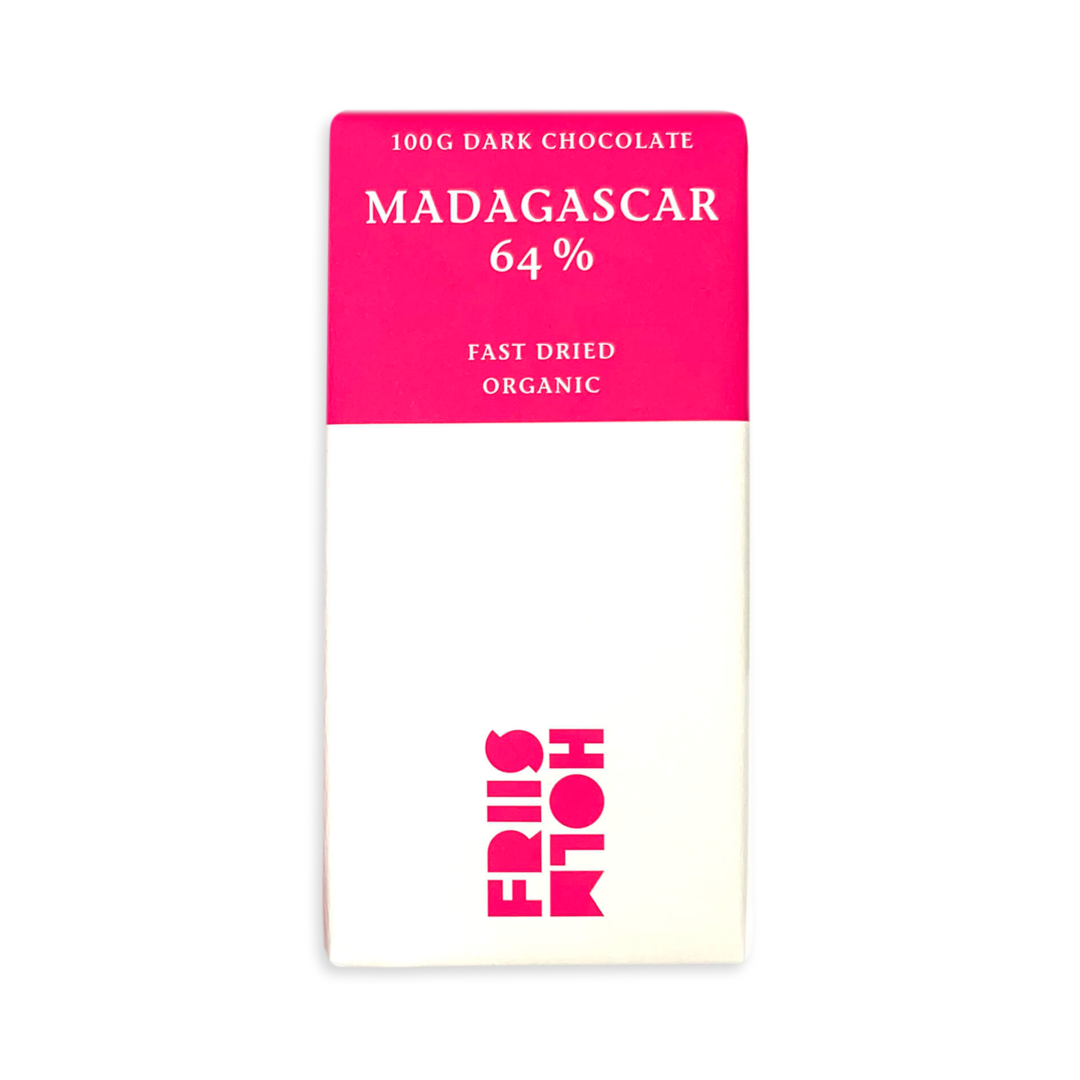 100G DARK CHOCOLATE
MADAGASCAR
64 %
FAST DRIED
ORGANIC
FRIIS
HOLM